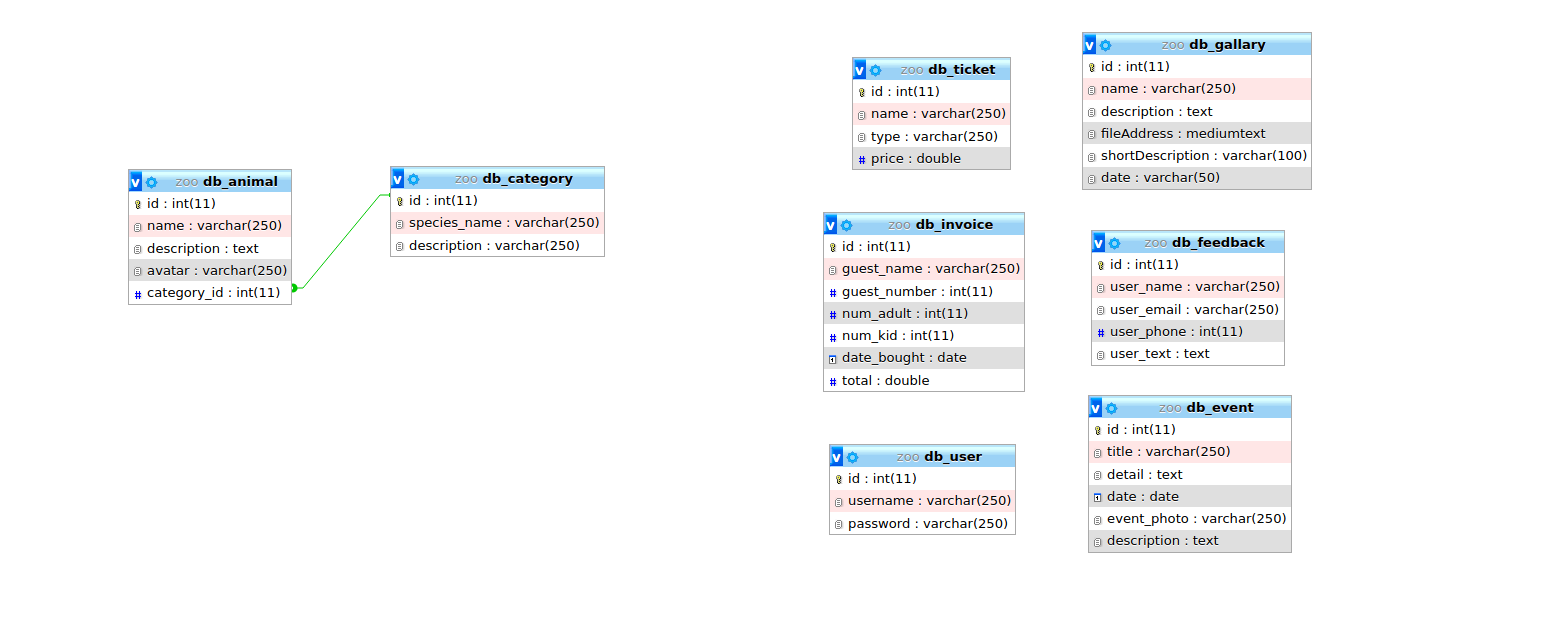 v zoo db_animal
id : int(11)
name : varchar(250)
description : text
avatar : varchar(250)
# category_id : int(11)
v zoo db_category
id : int(11)
species_name : varchar(250)
description : varchar(250)
v zoo db_ticket
id : int(11)
name : varchar(250)
type : varchar(250)
# price : double
v zoo db_invoice
id : int(11)
guest_name : varchar(250)
# guest_number : int(11)
# num_adult : int(11)
# num_kid : int(11)
date_bought : date
# total : double
v zoo db_user
id : int(11)
username : varchar(250)
password : varchar(250)
v zoo db_gallary
id : int(11)
name : varchar(250)
description : text
fileAddress : mediumtext
shortDescription : varchar(100)
date : varchar(50)
v zoo db_feedback
id : int(11)
user_name : varchar(250)
user_email : varchar(250)
# user_phone : int(11)
user_text : text
v zoo db_event
id : int(11)
title : varchar(250)
detail : text
date : date
event_photo : varchar(250)
description : text